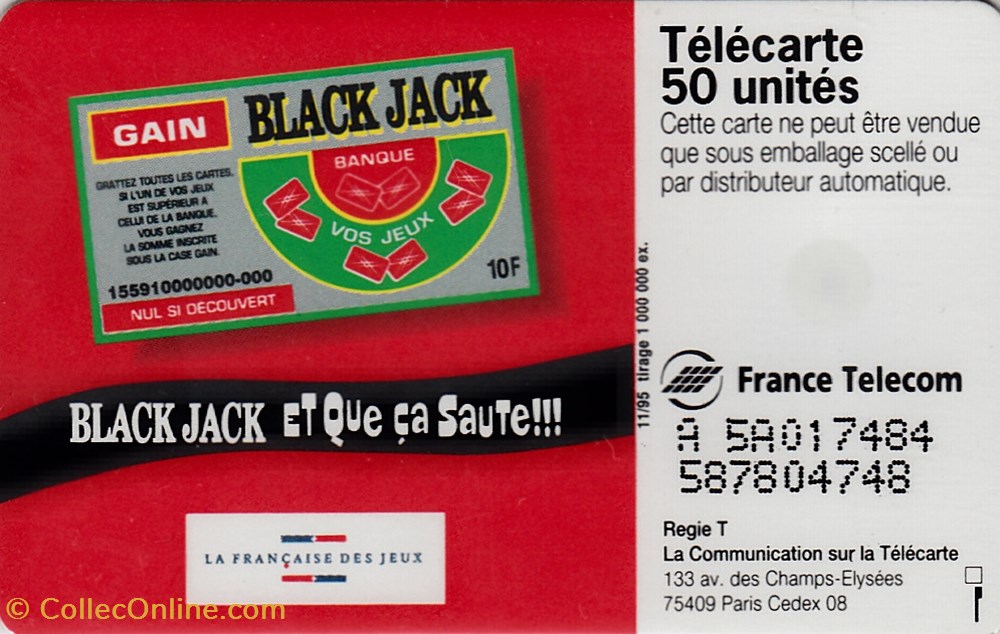 GAIN
BLACK JACK
GRATTEZ TOUTES LES CARTES,
SI L'UN DE VOS JEUX
EST SUPÉRIEUR A
CELUI DE LA BANQUE,
VOUS GAGNEZ
LA SOMME INSCRITE
SOUS LA CASE GAIN.
BANQUE
VOS JEUX
155910000000-000
10F
NUL SI DECOUVERT
BLACK JACK ET QUE ÇA SAUTE!!!
LA FRANÇAISE DES JEUX
11/95 tirage 1 000 000 ex.
Télécarte
50 unités
Cette carte ne peut être vendue
que sous emballage scellé ou
par distributeur automatique.
France Telecom
A 5A017484
587804748
Regie T
La Communication sur la Télécarte
133 av. des Champs-Elysées
75409 Paris Cedex 08
© CollecOnline.com